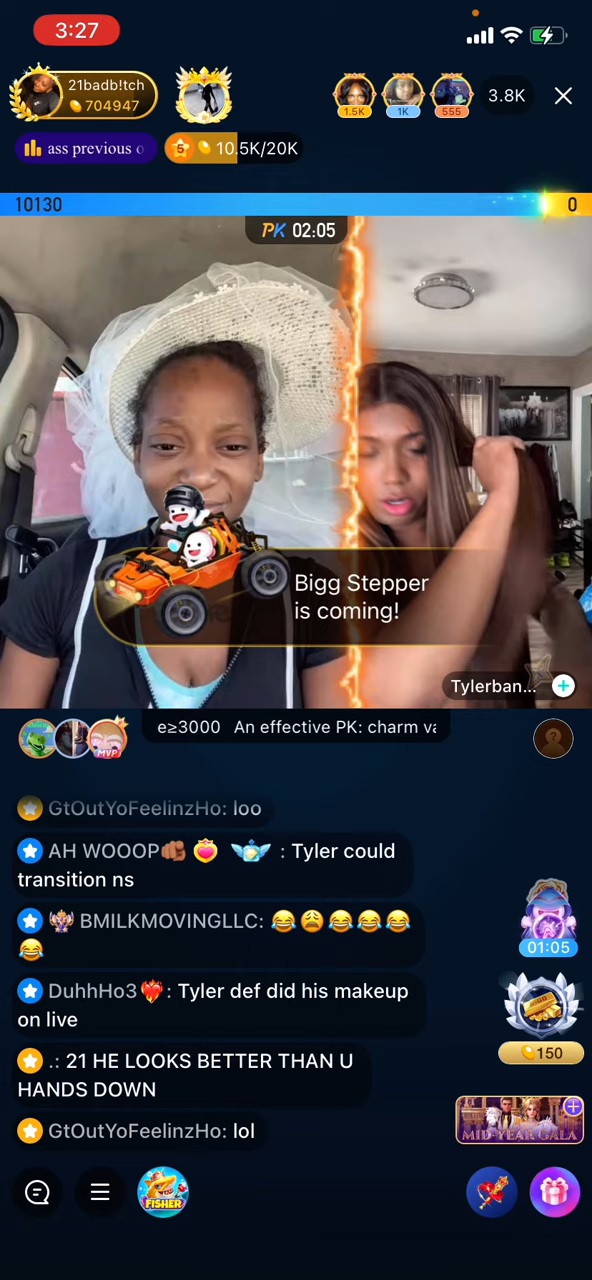 3:27
21badb!tch
704947
1.5K
1K
555
3.8K
ass previous o
5
10.5K/20K
10130
0
PK 02:05
Bigg Stepper
is coming!
Tylerban...
e≥3000 An effective PK: charm va
MVP
?
GtOutYoFeelinzHo: loo
AH WOOOP🤎 : Tyler could
transition ns
BMILKMOVINGLLC: 😂😩😂😂😂
😂
DuhhHo3❤️‍🔥: Tyler def did his makeup
on live
.: 21 HE LOOKS BETTER THAN U
HANDS DOWN
GtOutYoFeelinzHo: lol
01:05
150
MID-YEAR GALA
FISHER